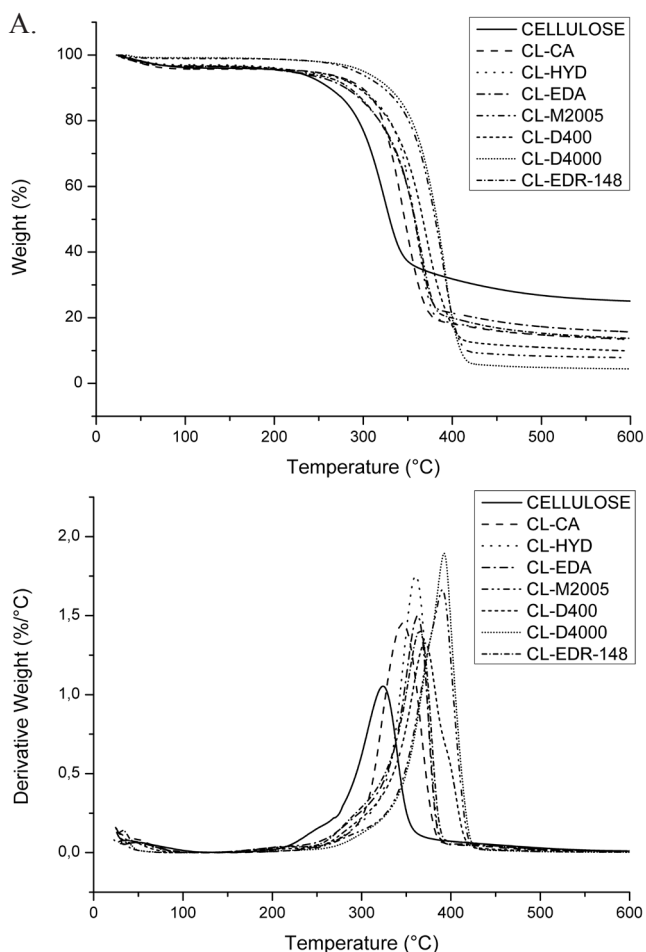 A.
100
80
60
40
20
0
Weight (%)
CELLULOSE
CL-CA
CL-HYD
CL-EDA
CL-M2005
CL-D400
CL-D4000
CL-EDR-148
0 100 200 300 400 500 600
Temperature (°C)
2,0
1,5
1,0
0,5
0,0
Derivative Weight (%/°C)
CELLULOSE
CL-CA
CL-HYD
CL-EDA
CL-M2005
CL-D400
CL-D4000
CL-EDR-148
0 100 200 300 400 500 600
Temperature (°C)